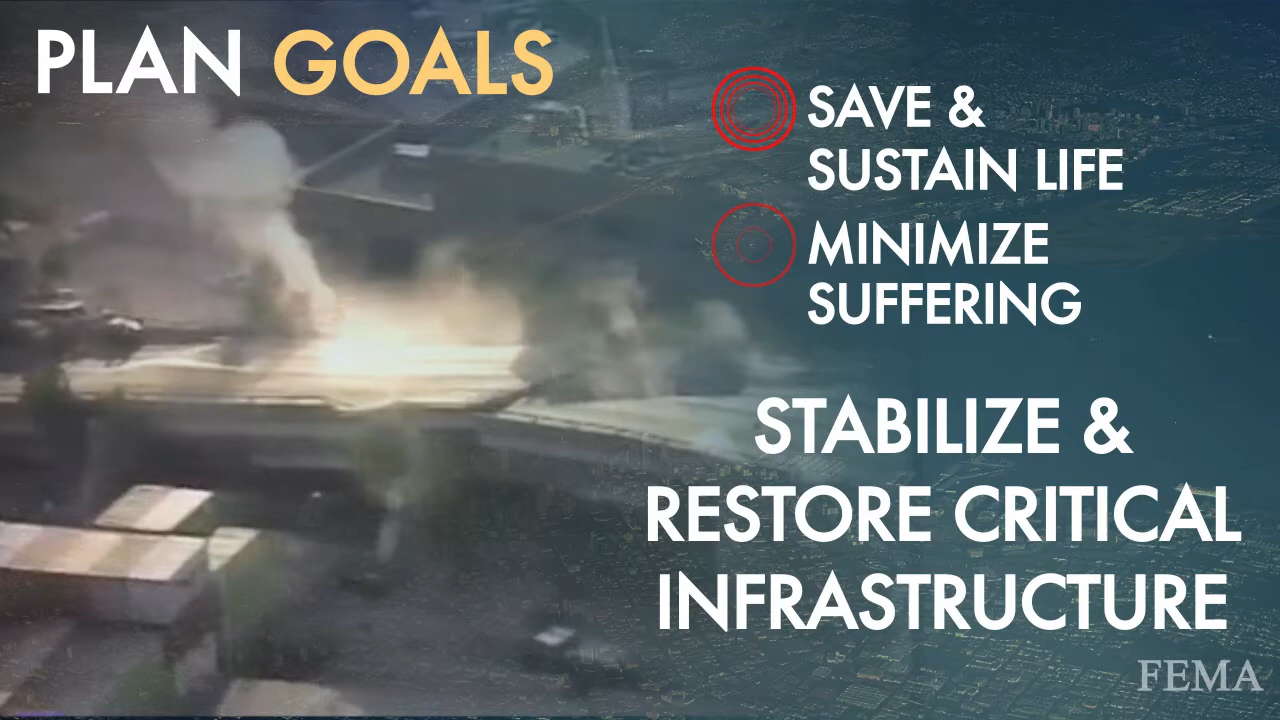 PLAN GOALS
SAVE &
SUSTAIN LIFE
MINIMIZE
SUFFERING
STABILIZE &
RESTORE CRITICAL
INFRASTRUCTURE
FEMA